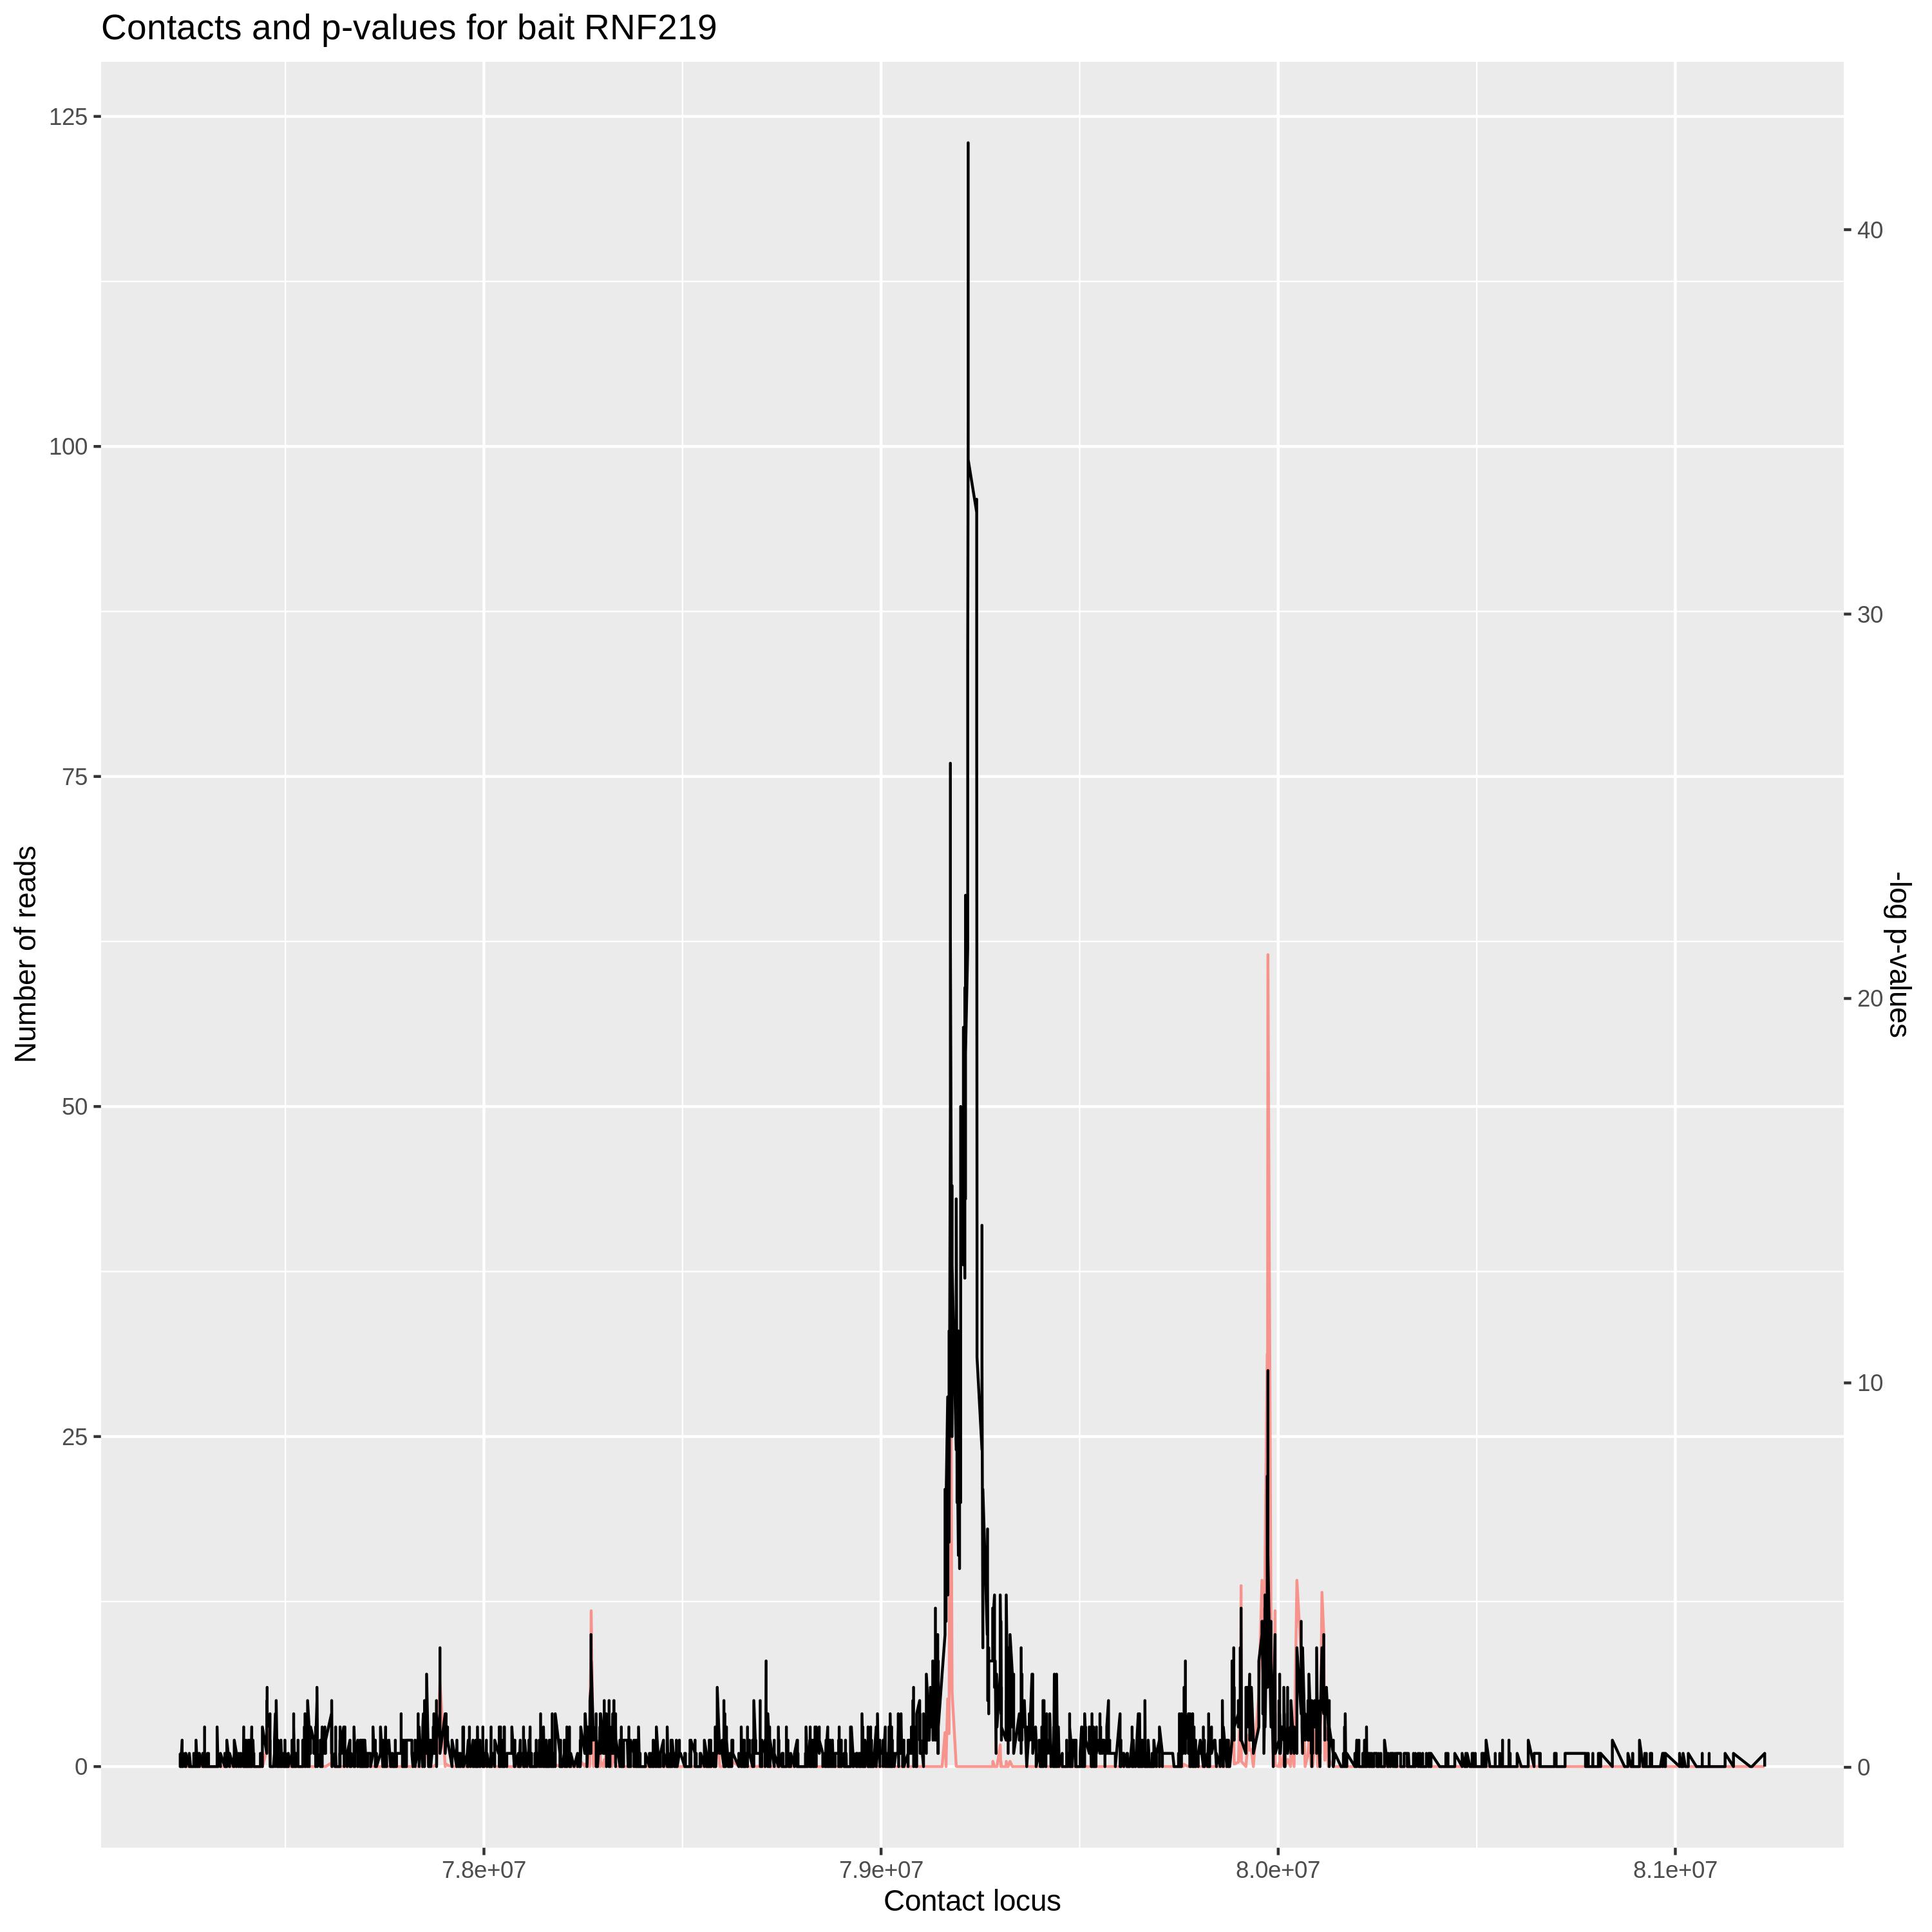 Contacts and p-values for bait RNF219
125
100
75
50
25
0
Number of reads
40
30
20
10
0
-log p-values
7.8e+07
7.9e+07
8.0e+07
8.1e+07
Contact locus